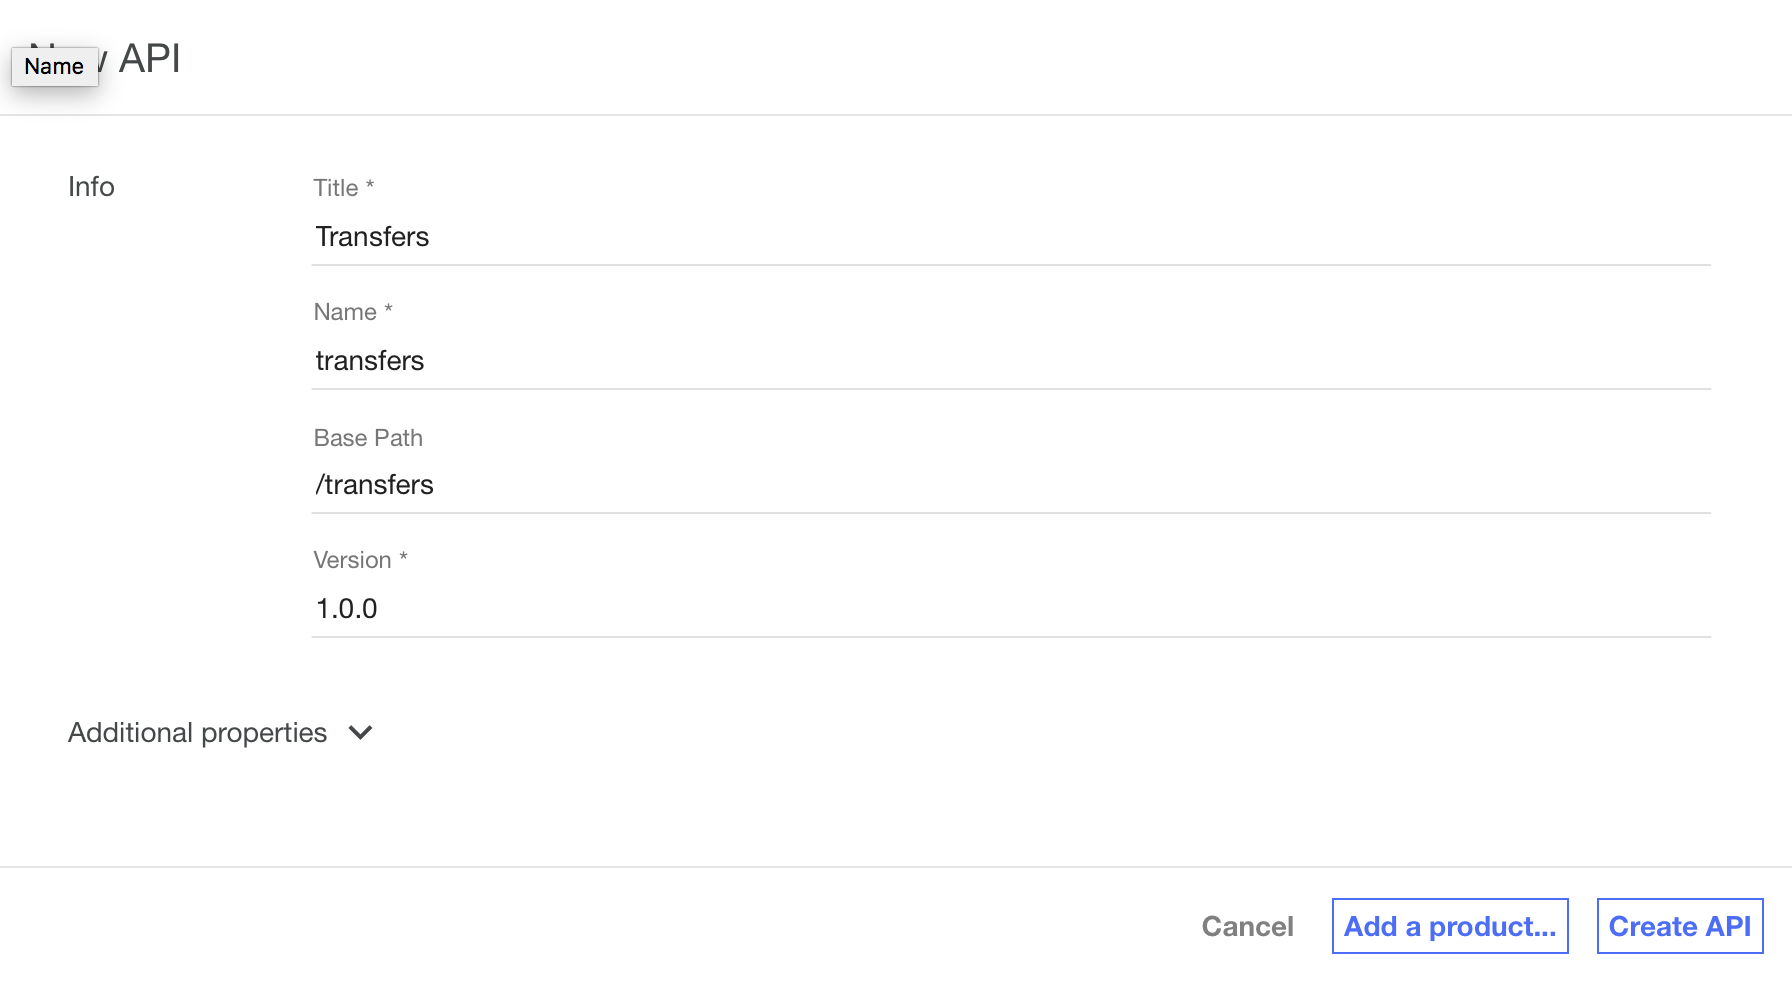 API
Name
Info
Title *
Transfers
Name *
transfers
Base Path
/transfers
Version *
1.0.0
Additional properties
Cancel
Add a product...
Create API